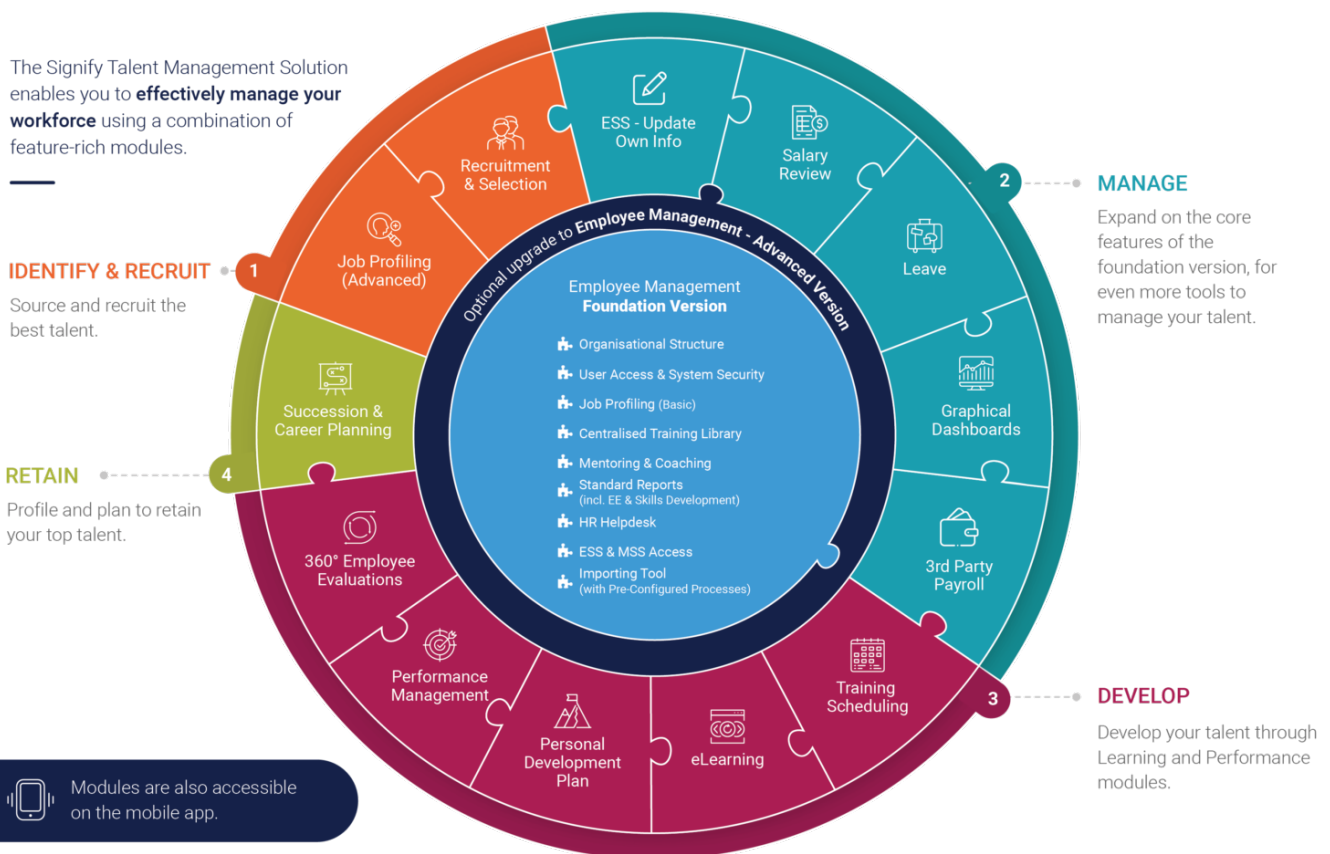 The Signify Talent Management Solution
enables you to effectively manage your
workforce using a combination of
feature-rich modules.
IDENTIFY & RECRUIT
1
Source and recruit the
best talent.
Job Profiling
(Advanced)
Recruitment
& Selection
2
MANAGE
Expand on the core
features of the
foundation version, for
even more tools to
manage your talent.
ESS - Update
Own Info
Salary
Review
Leave
Graphical
Dashboards
3rd Party
Payroll
3
DEVELOP
Develop your talent through
Learning and Performance
modules.
Training
Scheduling
eLearning
Personal
Development
Plan
Performance
Management
360° Employee
Evaluations
RETAIN
4
Profile and plan to retain
your top talent.
Succession &
Career Planning
Optional upgrade to Employee Management - Advanced Version
Employee Management
Foundation Version
Organisational Structure
User Access & System Security
Job Profiling (Basic)
Centralised Training Library
Mentoring & Coaching
Standard Reports
(incl. EE & Skills Development)
HR Helpdesk
ESS & MSS Access
Importing Tool
(with Pre-Configured Processes)
Modules are also accessible
on the mobile app.